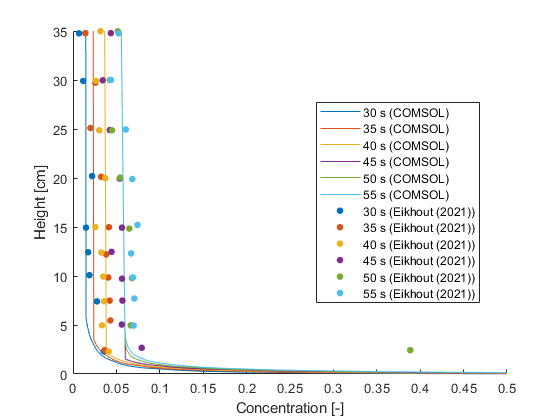 35
30
25
20
15
10
5
0
Height [cm]
0
0.05
0.1
0.15
0.2
0.25
0.3
0.35
0.4
0.45
0.5
Concentration [-]
30 s (COMSOL)
35 s (COMSOL)
40 s (COMSOL)
45 s (COMSOL)
50 s (COMSOL)
55 s (COMSOL)
30 s (Eikhout (2021))
35 s (Eikhout (2021))
40 s (Eikhout (2021))
45 s (Eikhout (2021))
50 s (Eikhout (2021))
55 s (Eikhout (2021))